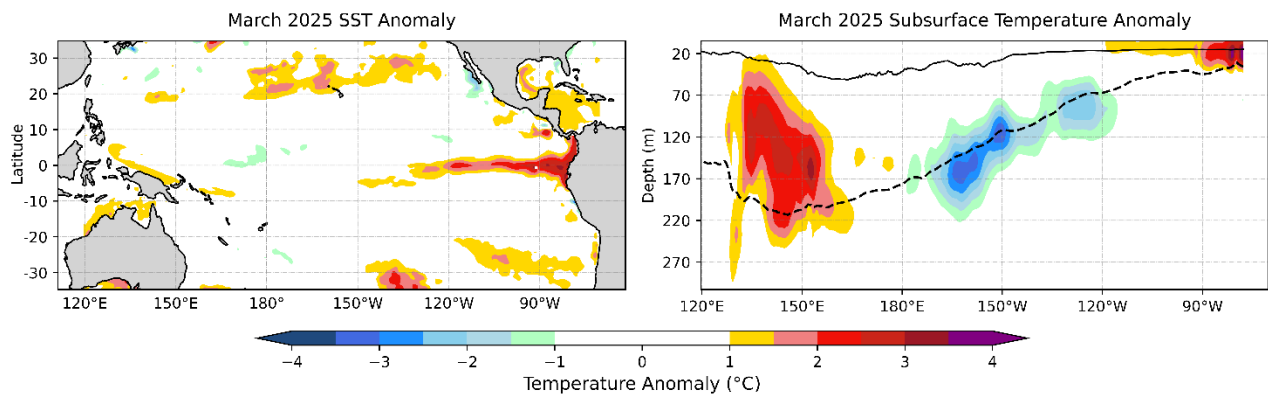 March 2025 SST Anomaly
Latitude
30
20
10
0
-10
-20
-30
120°E 150°E 180° 150°W 120°W 90°W
March 2025 Subsurface Temperature Anomaly
Depth (m)
20
70
120
170
220
270
120°E 150°E 180°W 150°W 120°W 90°W
−4 −3 −2 −1 0 1 2 3 4
Temperature Anomaly (°C)